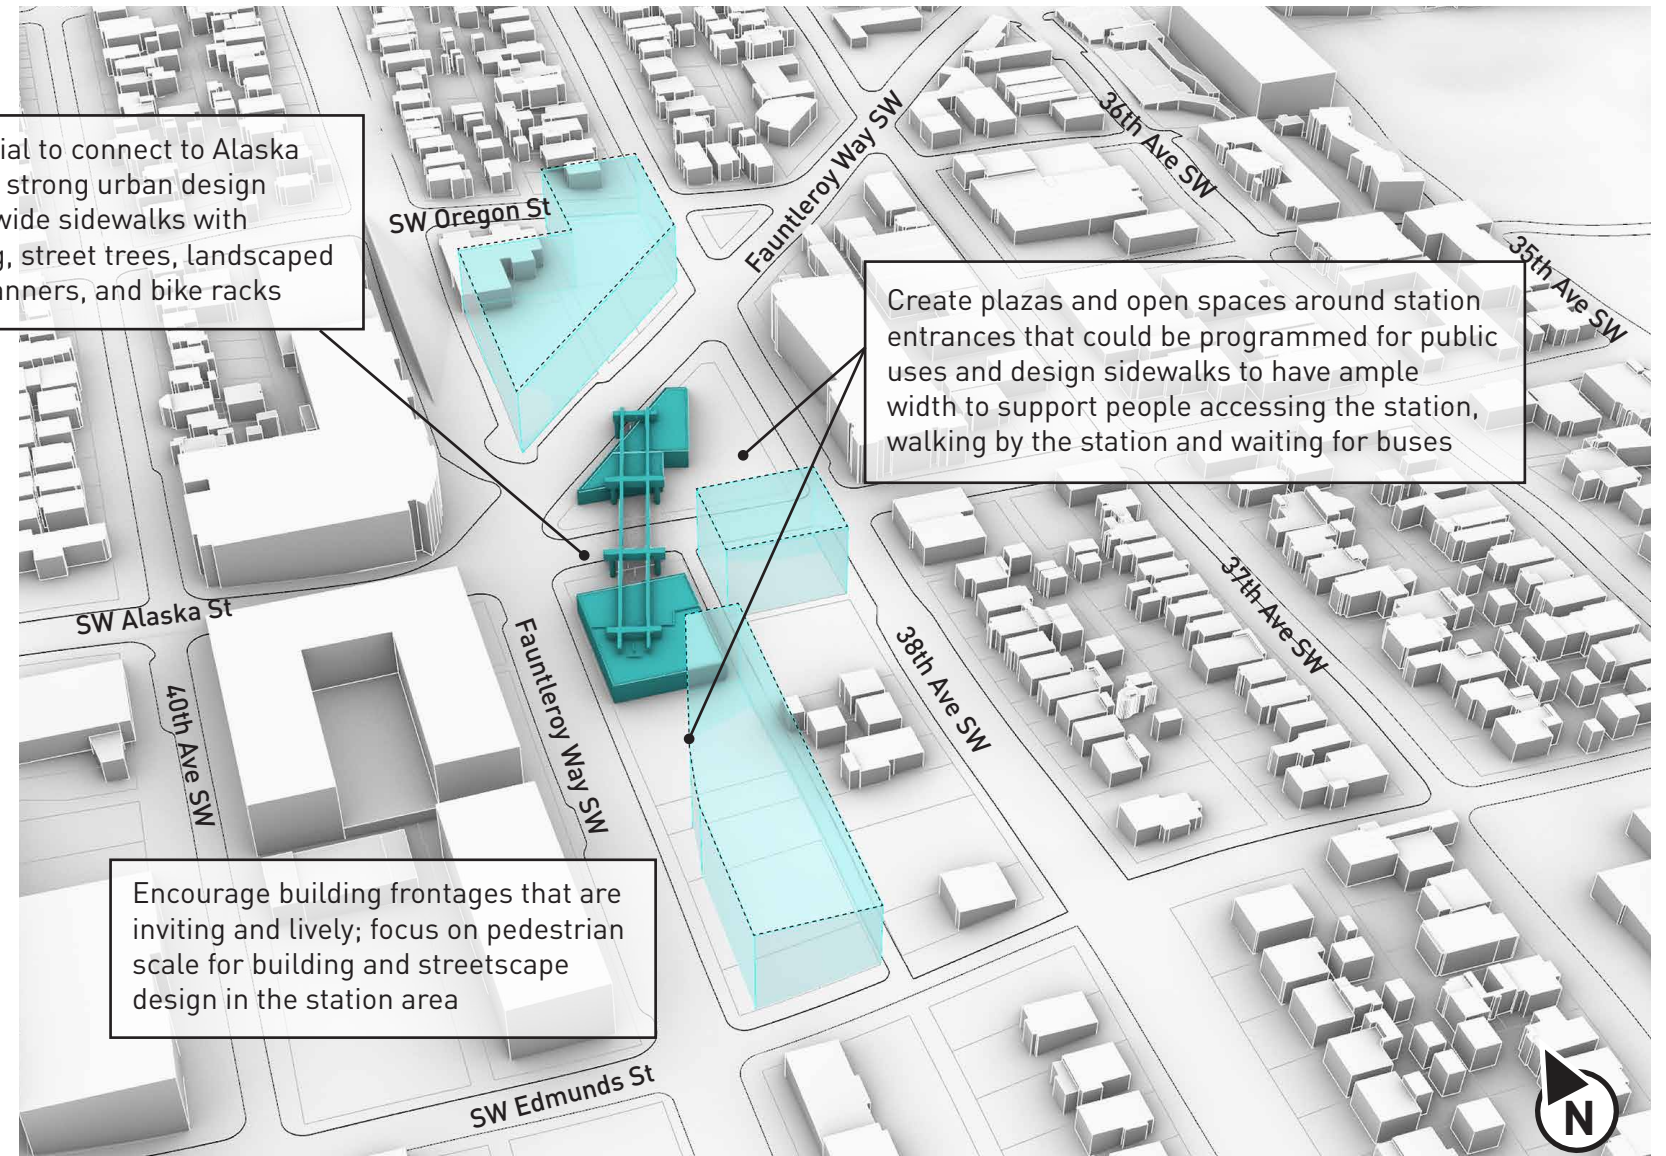 ial to connect to Alaska
strong urban design
wide sidewalks with
g, street trees, landscaped
anners, and bike racks
SW Oregon St
Fauntleroy Way SW
36th Ave SW
35th Ave SW
Create plazas and open spaces around station
entrances that could be programmed for public
uses and design sidewalks to have ample
width to support people accessing the station,
walking by the station and waiting for buses
SW Alaska St
40th Ave SW
Fauntleroy Way SW
38th Ave SW
37th Ave SW
Encourage building frontages that are
inviting and lively; focus on pedestrian
scale for building and streetscape
design in the station area
SW Edmunds St
N